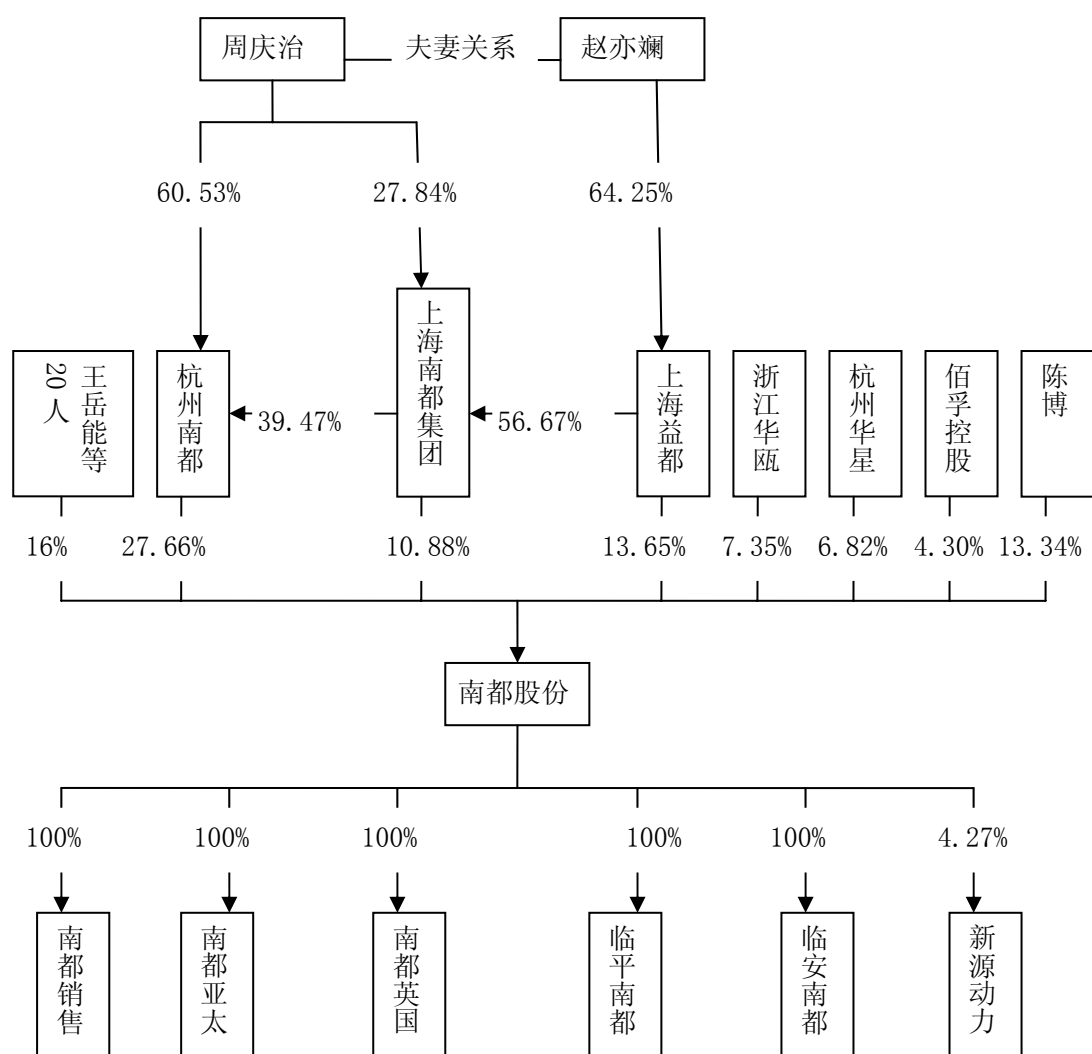 周庆治 夫妻关系 赵亦斓
60.53% 27.84% 64.25%
王岳能等
20人
杭州南都
39.47%
上海南都集团
56.67%
上海益都
浙江华瓯
杭州华星
佰孚控股
陈博
16% 27.66% 10.88% 13.65% 7.35% 6.82% 4.30% 13.34%
南都股份
100% 100% 100% 100% 100% 4.27%
南都销售
南都亚太
南都英国
临平南都
临安南都
新源动力